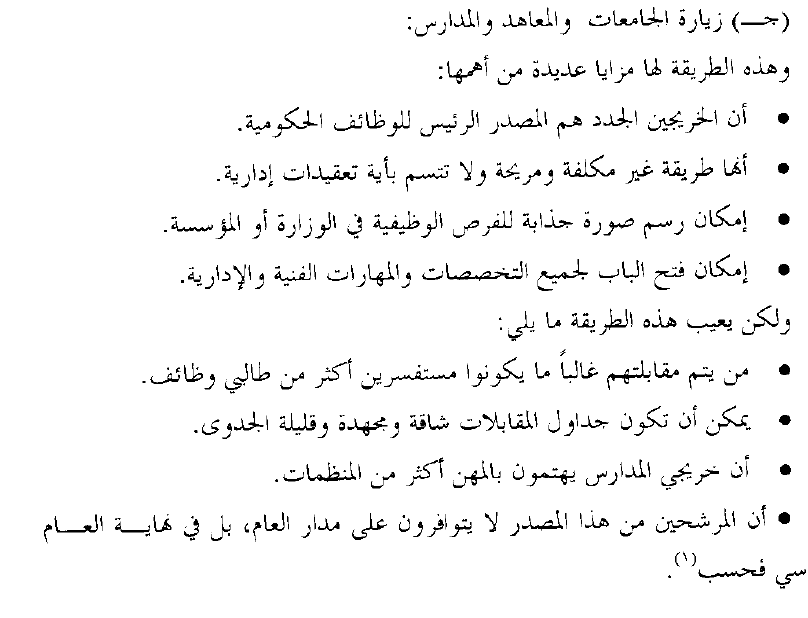 (جـــ) زيارة الجامعات والمعاهد والمدارس:
وهذه الطريقة لها مزايا عديدة من أهمها:
● أن الخريجين الجدد هم المصدر الرئيس للوظائف الحكومية.
● أنها طريقة غير مكلفة ومريحة ولا تتسم بأية تعقيدات إدارية.
● إمكان رسم صورة جذابة للفرص الوظيفية في الوزارة أو المؤسسة.
● إمكان فتح الباب لجميع التخصصات والمهارات الفنية والإدارية.
ولكن يعيب هذه الطريقة ما يلي:
● من يتم مقابلتهم غالباً ما يكونوا مستفسرين أكثر من طالبي وظائف.
● يمكن أن تكون جداول المقابلات شاقة ومجهدة وقليلة الجدوى.
● أن خريجي المدارس يهتمون بالمهن أكثر من المنظمات.
● أن المرشحين من هذا المصدر لا يتوافرون على مدار العام، بل في نهايـــة العـــام
سي فحسب(١).